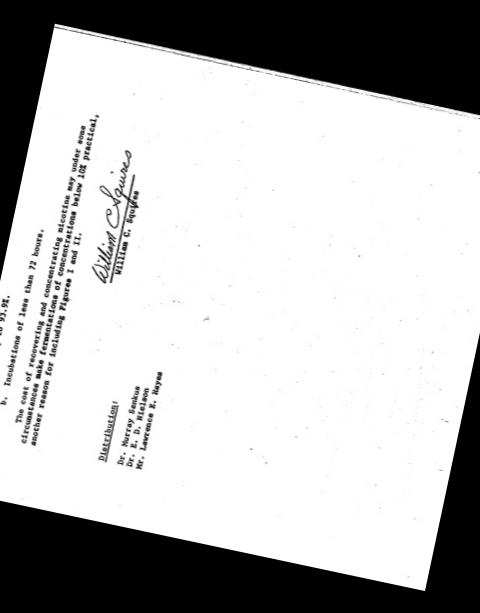 to 93.9%.
b. Incubations of less than 72 hours.
The cost of recovering and concentrating nicotine may under some
circumstances make fermentations of concentrations below 10% practical,
another reason for including Figures I and II.
William C Squires
William C. Squires
Distribution:
Dr. Murray Senkus
Dr. E. D. Nielson
Mr. Lawrence E. Hayes